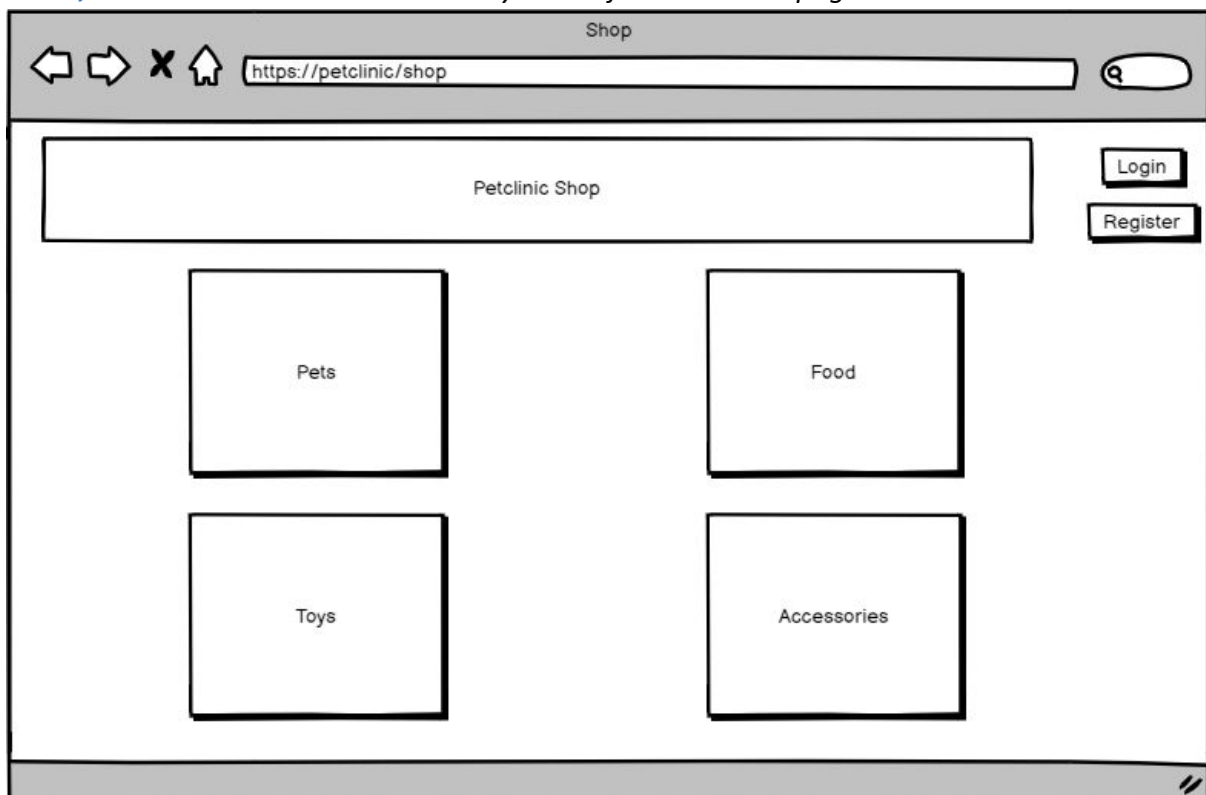 Shop
https://petclinic/shop
Petclinic Shop
Login
Register
Pets
Food
Toys
Accessories